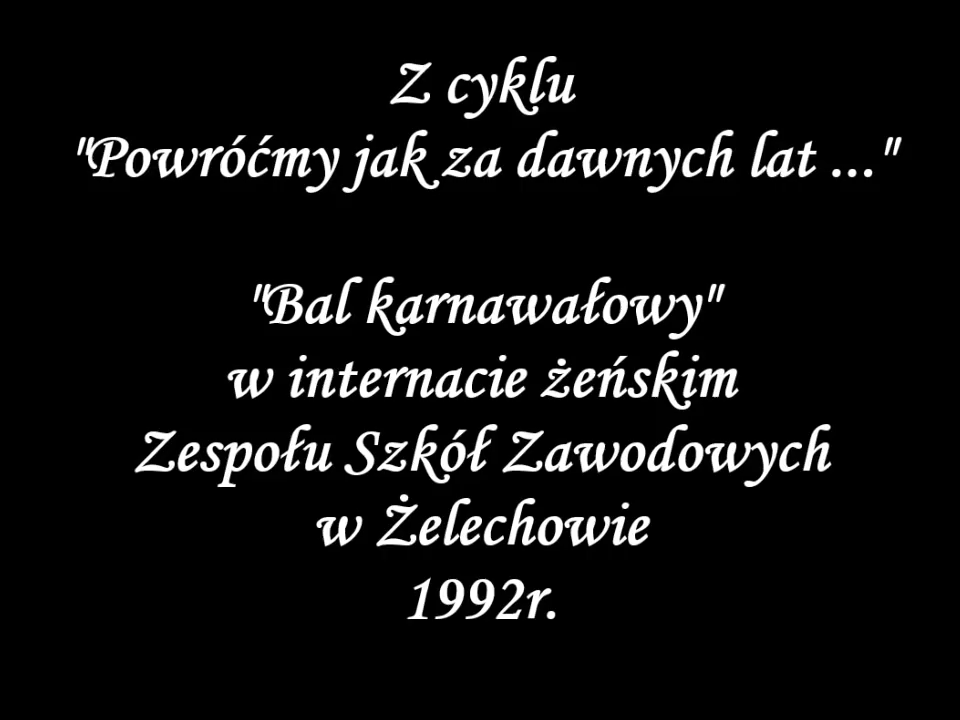 Z cyklu
"Powróćmy jak za dawnych lat ..."
"Bal karnawałowy"
w internacie żeńskim
Zespołu Szkół Zawodowych
w Żelechowie
1992r.